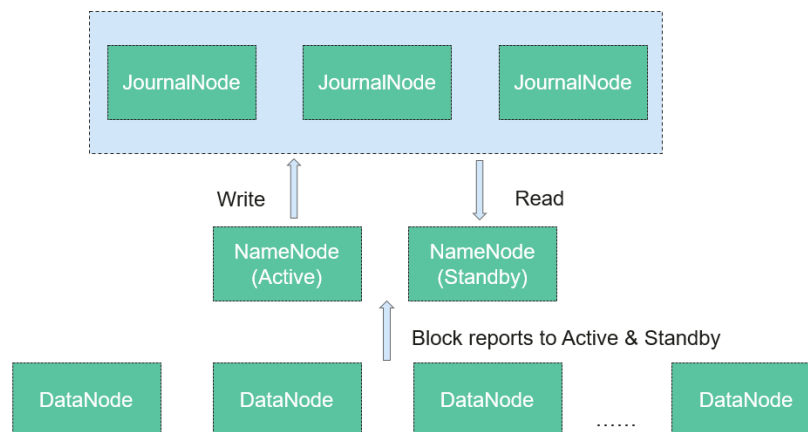 JournalNode
JournalNode
JournalNode
Write
Read
NameNode
(Active)
NameNode
(Standby)
Block reports to Active & Standby
DataNode
DataNode
DataNode
......
DataNode